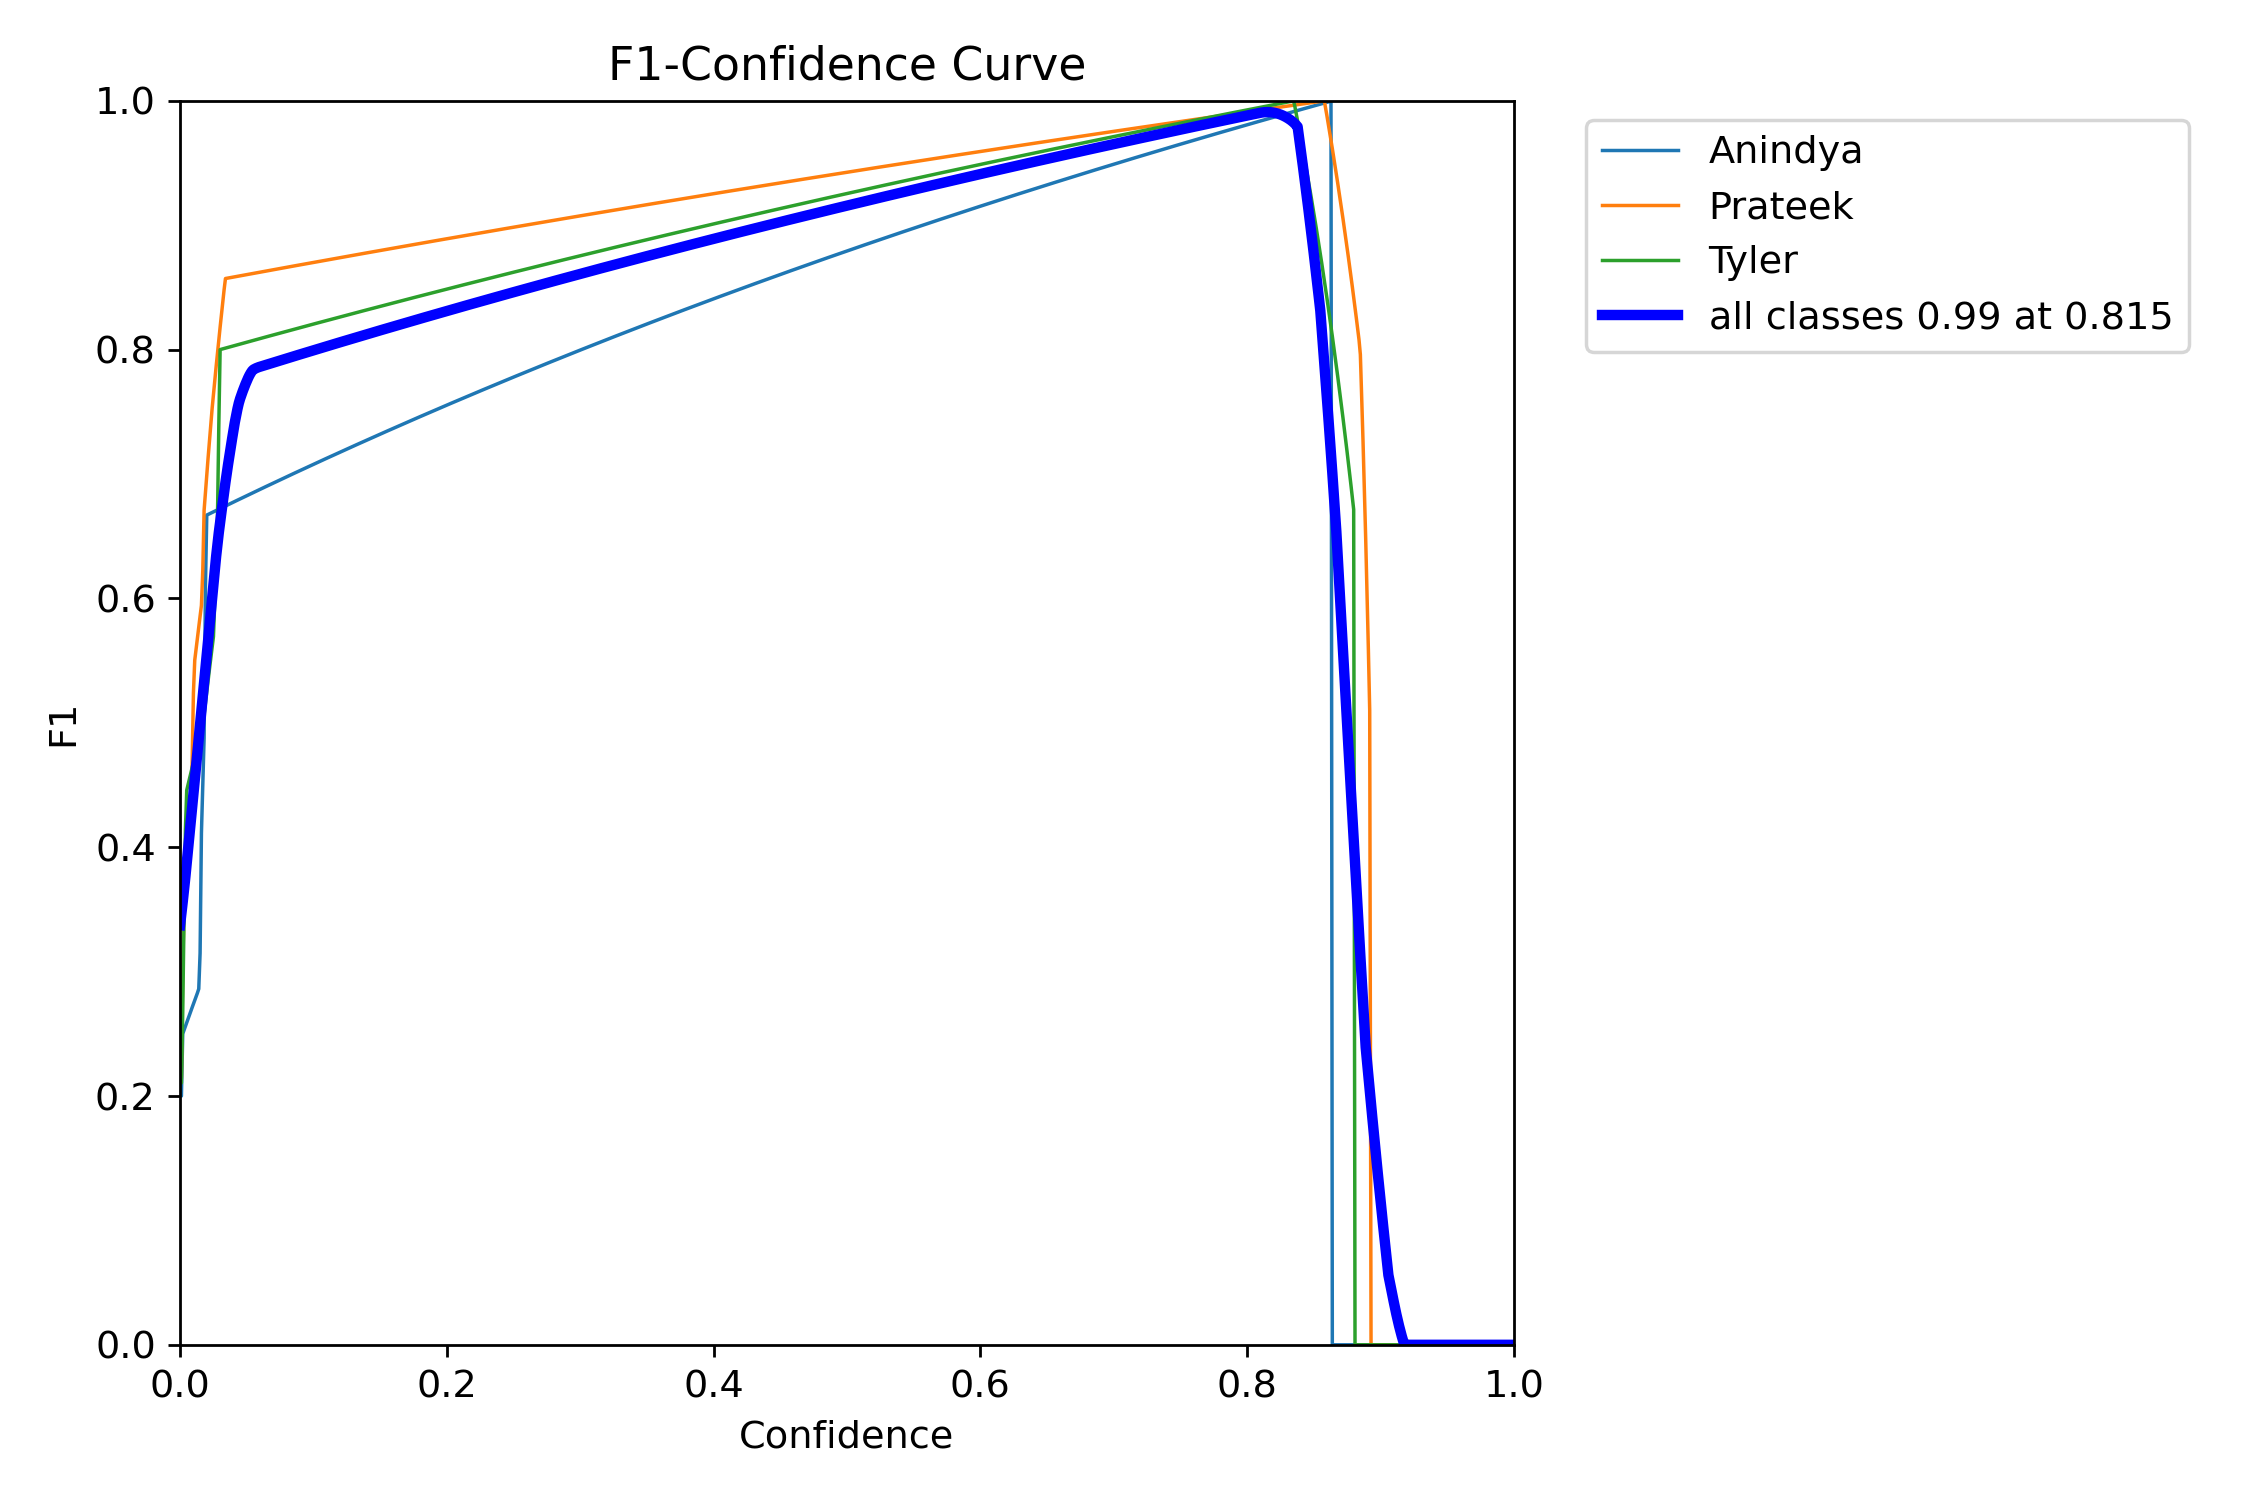 F1-Confidence Curve
1.0
0.8
0.6
0.4
0.2
0.0
F1
0.0 0.2 0.4 0.6 0.8 1.0
Confidence
Anindya
Prateek
Tyler
all classes 0.99 at 0.815